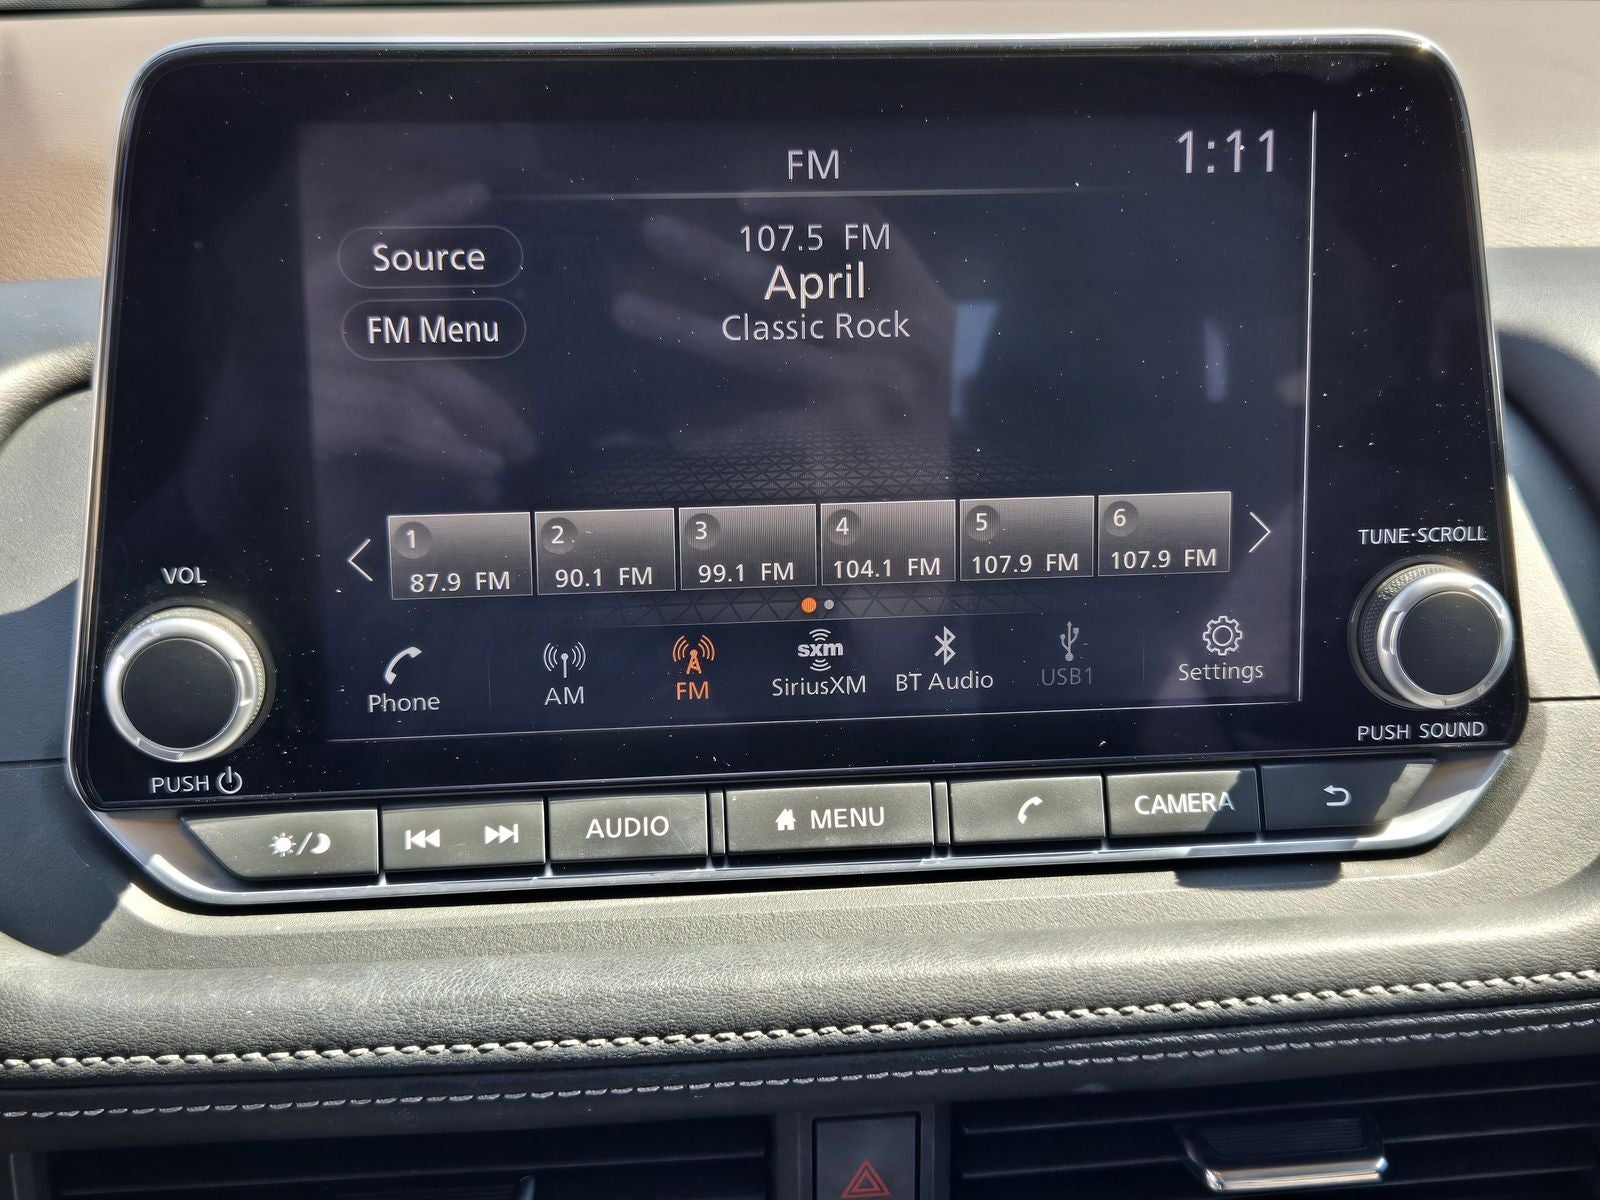 FM
1:11
107.5 FM
Source
April
FM Menu
Classic Rock
1
2
3
4
5
6
87.9 FM
90.1 FM
99.1 FM
104.1 FM
107.9 FM
107.9 FM
VOL
TUNE·SCROLL
Phone
AM
FM
sxm
SiriusXM
BT Audio
USB1
Settings
PUSH
PUSH SOUND
AUDIO
MENU
CAMERA